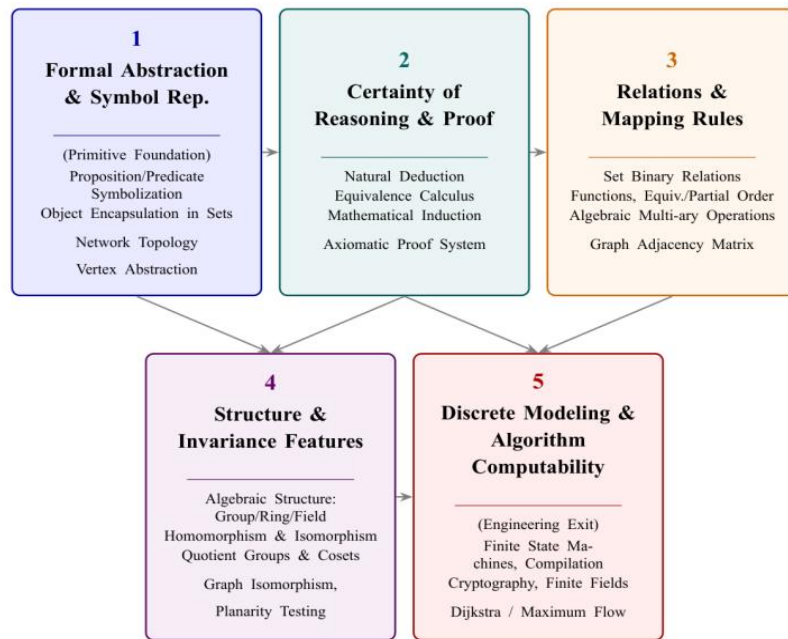 1
Formal Abstraction
& Symbol Rep.
(Primitive Foundation)
Proposition/Predicate
Symbolization
Object Encapsulation in Sets
Network Topology
Vertex Abstraction
2
Certainty of
Reasoning & Proof
Natural Deduction
Equivalence Calculus
Mathematical Induction
Axiomatic Proof System
3
Relations &
Mapping Rules
Set Binary Relations
Functions, Equiv./Partial Order
Algebraic Multi-ary Operations
Graph Adjacency Matrix
4
Structure &
Invariance Features
Algebraic Structure:
Group/Ring/Field
Homomorphism & Isomorphism
Quotient Groups & Cosets
Graph Isomorphism,
Planarity Testing
5
Discrete Modeling &
Algorithm
Computability
(Engineering Exit)
Finite State Ma-
chines, Compilation
Cryptography, Finite Fields
Dijkstra / Maximum Flow